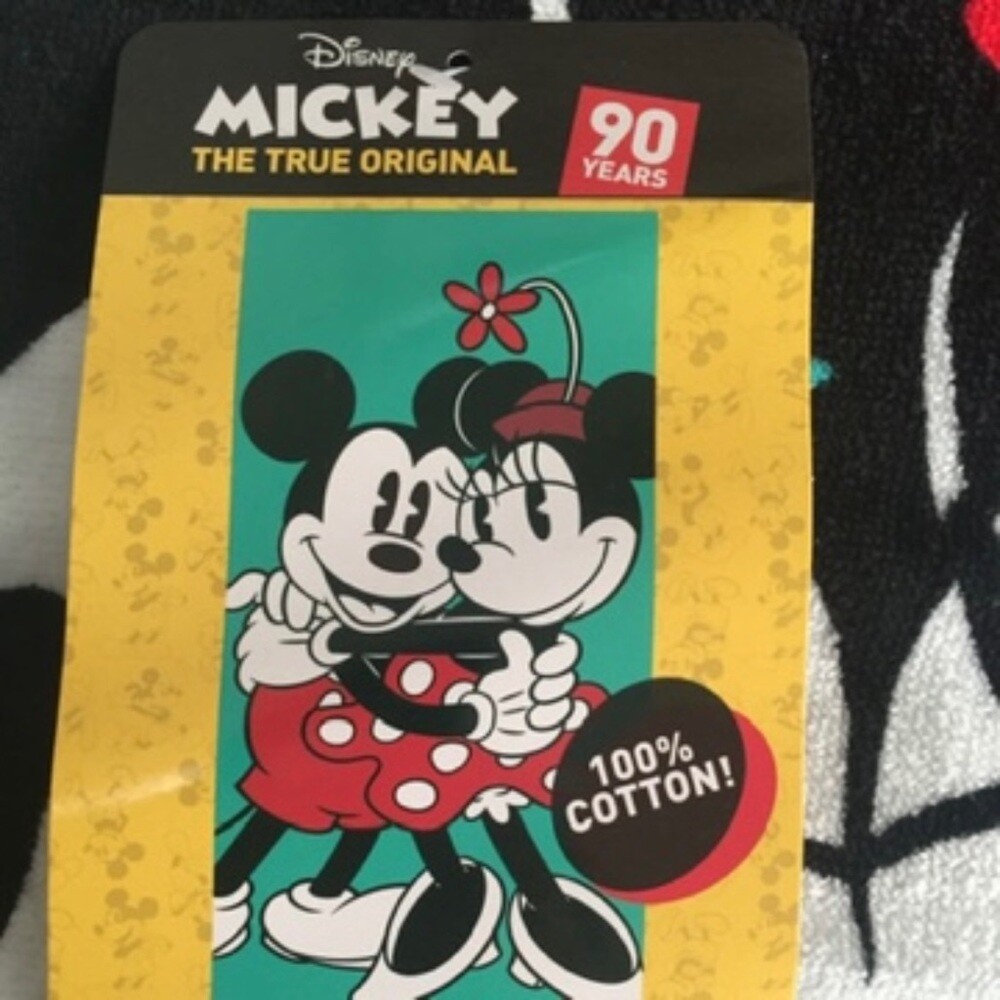 Disney
MICKEY
THE TRUE ORIGINAL
90
YEARS
100%
COTTON!